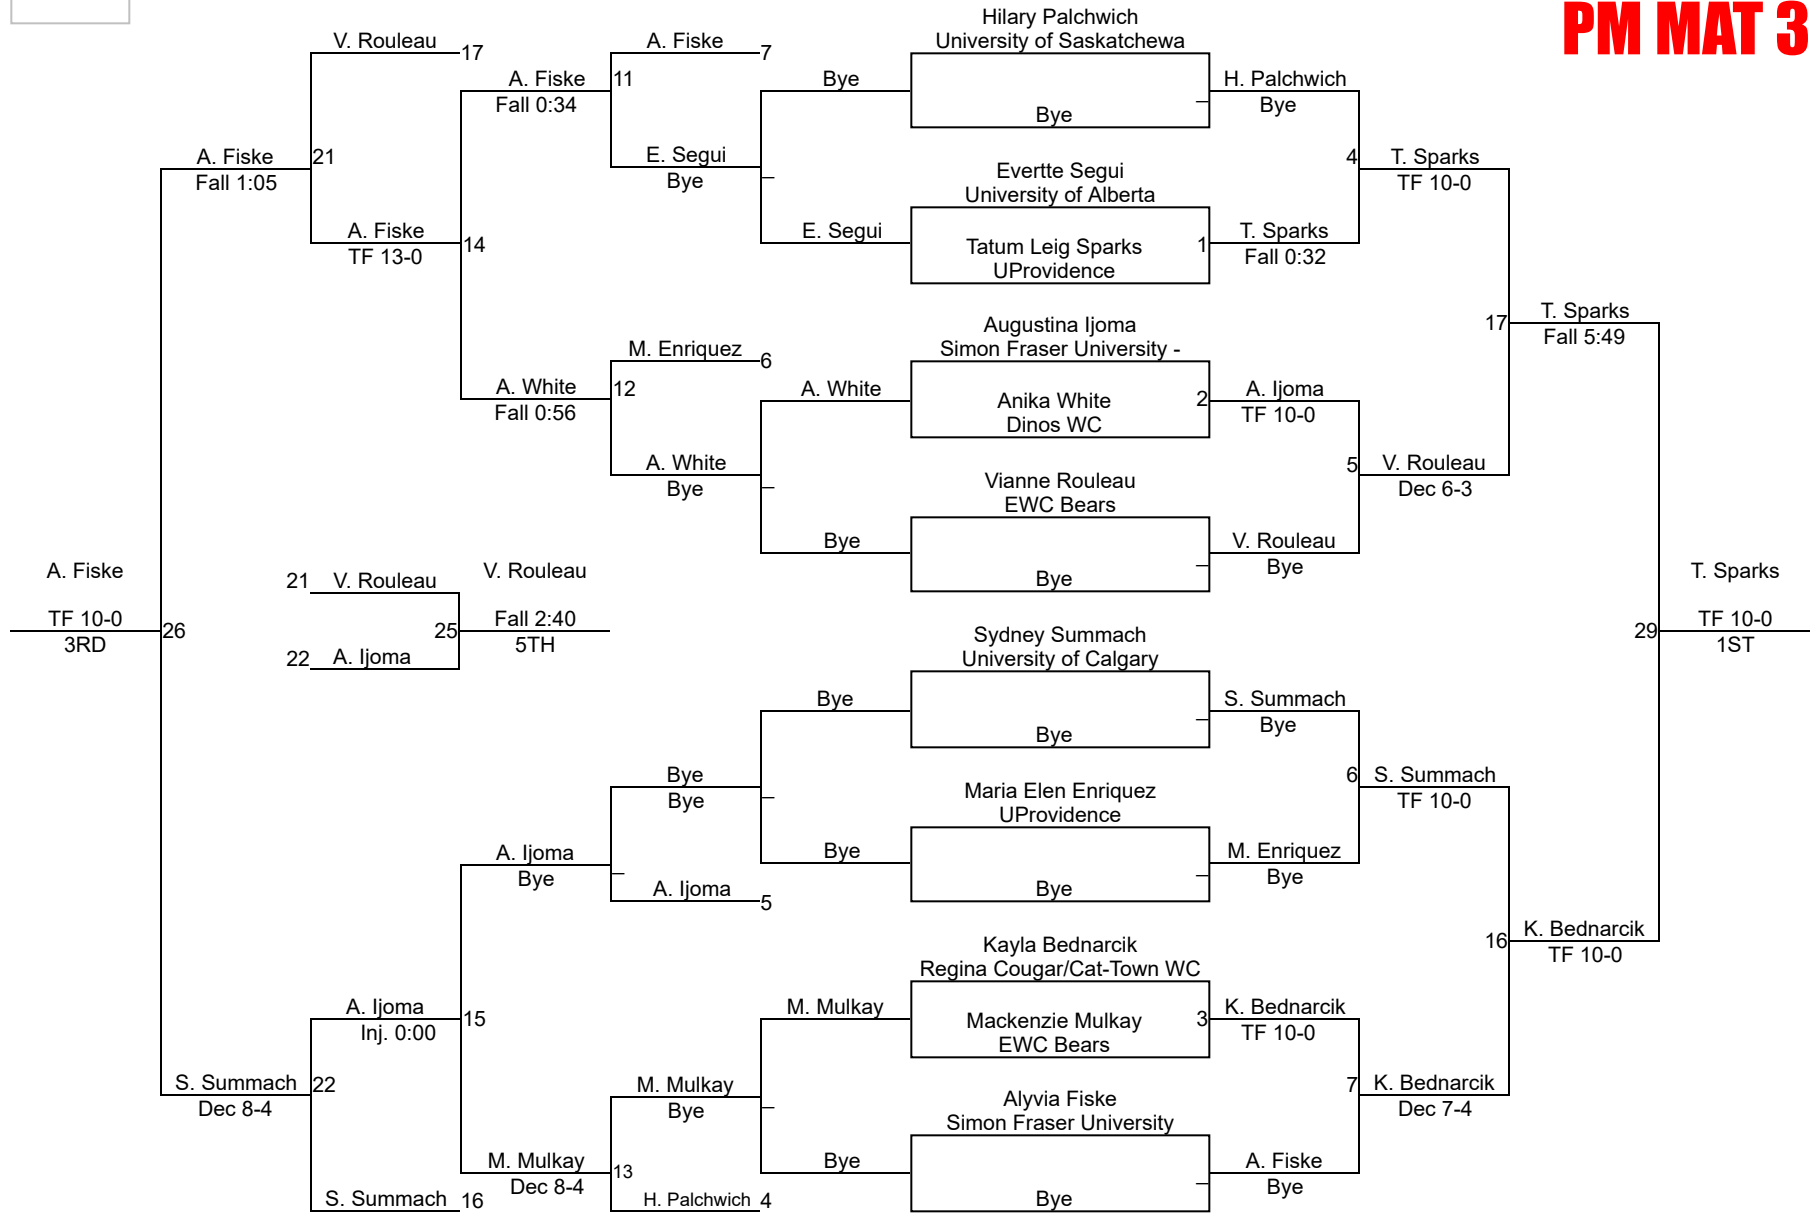 PM MAT 3
Hilary Palchwich
University of Saskatchewa
Bye
Evertte Segui
University of Alberta
Tatum Leig Sparks
UProvidence
1
Augustina Ijoma
Simon Fraser University -
Anika White
Dinos WC
2
Vianne Rouleau
EWC Bears
Bye
Sydney Summach
University of Calgary
Bye
Maria Elen Enriquez
UProvidence
Bye
Kayla Bednarcik
Regina Cougar/Cat-Town WC
Mackenzie Mulkay
EWC Bears
3
Alyvia Fiske
Simon Fraser University
Bye
H. Palchwich
Bye
4
T. Sparks
Fall 0:32
A. Ijoma
TF 10-0
5
V. Rouleau
Bye
S. Summach
Bye
6
M. Enriquez
Bye
K. Bednarcik
TF 10-0
7
A. Fiske
Bye
T. Sparks
TF 10-0
17
V. Rouleau
Dec 6-3
S. Summach
TF 10-0
16
K. Bednarcik
Dec 7-4
T. Sparks
Fall 5:49
29
K. Bednarcik
TF 10-0
T. Sparks
TF 10-0
1ST
Bye
E. Segui
A. White
Bye
Bye
Bye
M. Mulkay
Bye
A. Fiske
7
11
E. Segui
Bye
M. Enriquez
6
12
A. White
Bye
Bye
Bye
A. Ijoma
5
M. Mulkay
Bye
13
H. Palchwich
4
A. Fiske
Fall 0:34
14
A. White
Fall 0:56
A. Ijoma
Bye
15
M. Mulkay
Dec 8-4
V. Rouleau
17
21
A. Fiske
TF 13-0
A. Ijoma
Inj. 0:00
22
S. Summach
16
A. Fiske
Fall 1:05
26
S. Summach
Dec 8-4
A. Fiske
TF 10-0
3RD
21
V. Rouleau
22
A. Ijoma
25
V. Rouleau
Fall 2:40
5TH